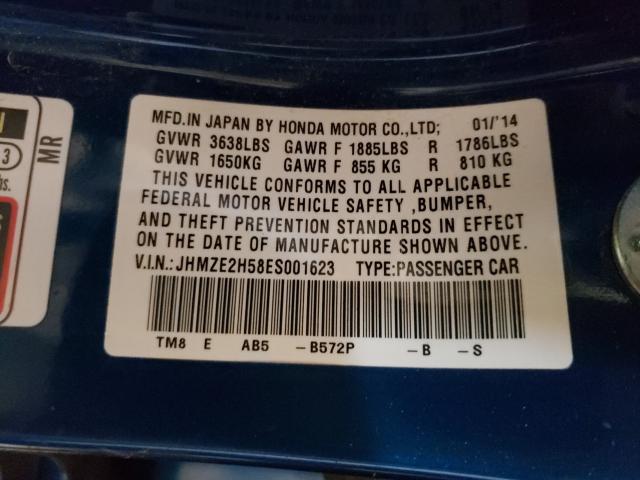 MFD.IN JAPAN BY HONDA MOTOR CO.,LTD; 01/'14
GVWR 3638LBS GAWR F 1885LBS R 1786LBS
GVWR 1650KG GAWR F 855 KG R 810 KG
THIS VEHICLE CONFORMS TO ALL APPLICABLE
FEDERAL MOTOR VEHICLE SAFETY ,BUMPER,
AND THEFT PREVENTION STANDARDS IN EFFECT
ON THE DATE OF MANUFACTURE SHOWN ABOVE.
V.I.N.:JHMZE2H58ES001623 TYPE:PASSENGER CAR
TM8 E AB5 -B572P -B -S
MR
3
hs.